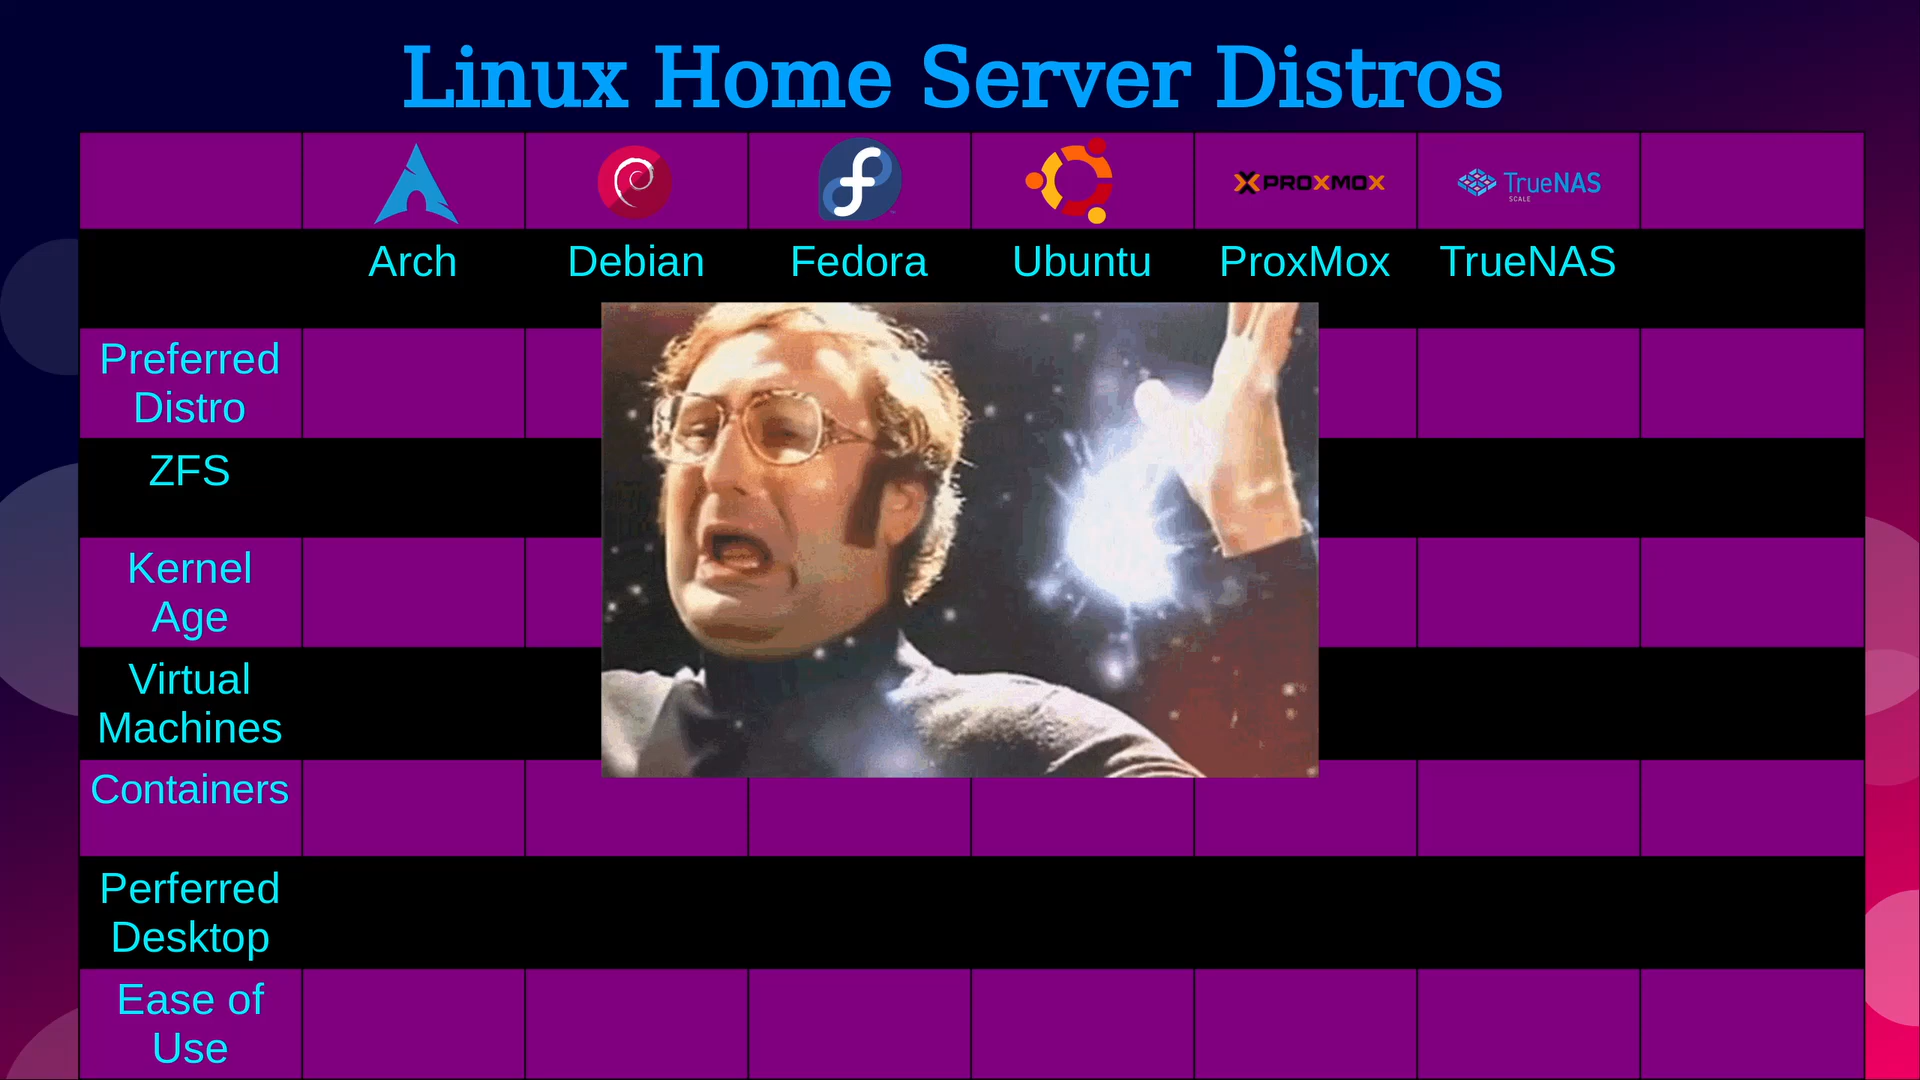 Linux Home Server Distros
PROXMOX
TrueNAS
SCALE
Arch Debian Fedora Ubuntu ProxMox TrueNAS
Preferred
Distro
ZFS
Kernel
Age
Virtual
Machines
Containers
Perferred
Desktop
Ease of
Use